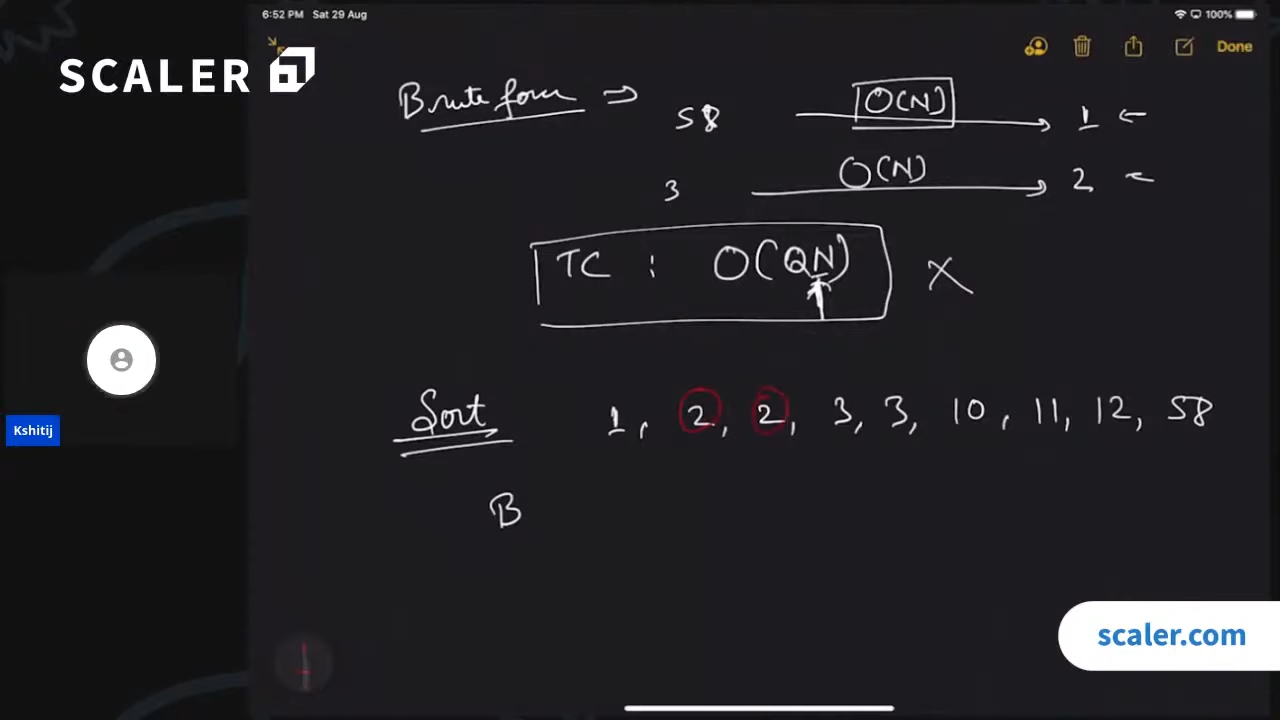 6:52 PM Sat 29 Aug
100%
Done
SCALER
Brute force ⇒ 58 O(N) → 1 ←
3 O(N) → 2 ←
TC : O(QN) X
Kshitij
Sort 1, 2, 2, 3, 3, 10, 11, 12, 58
B
scaler.com